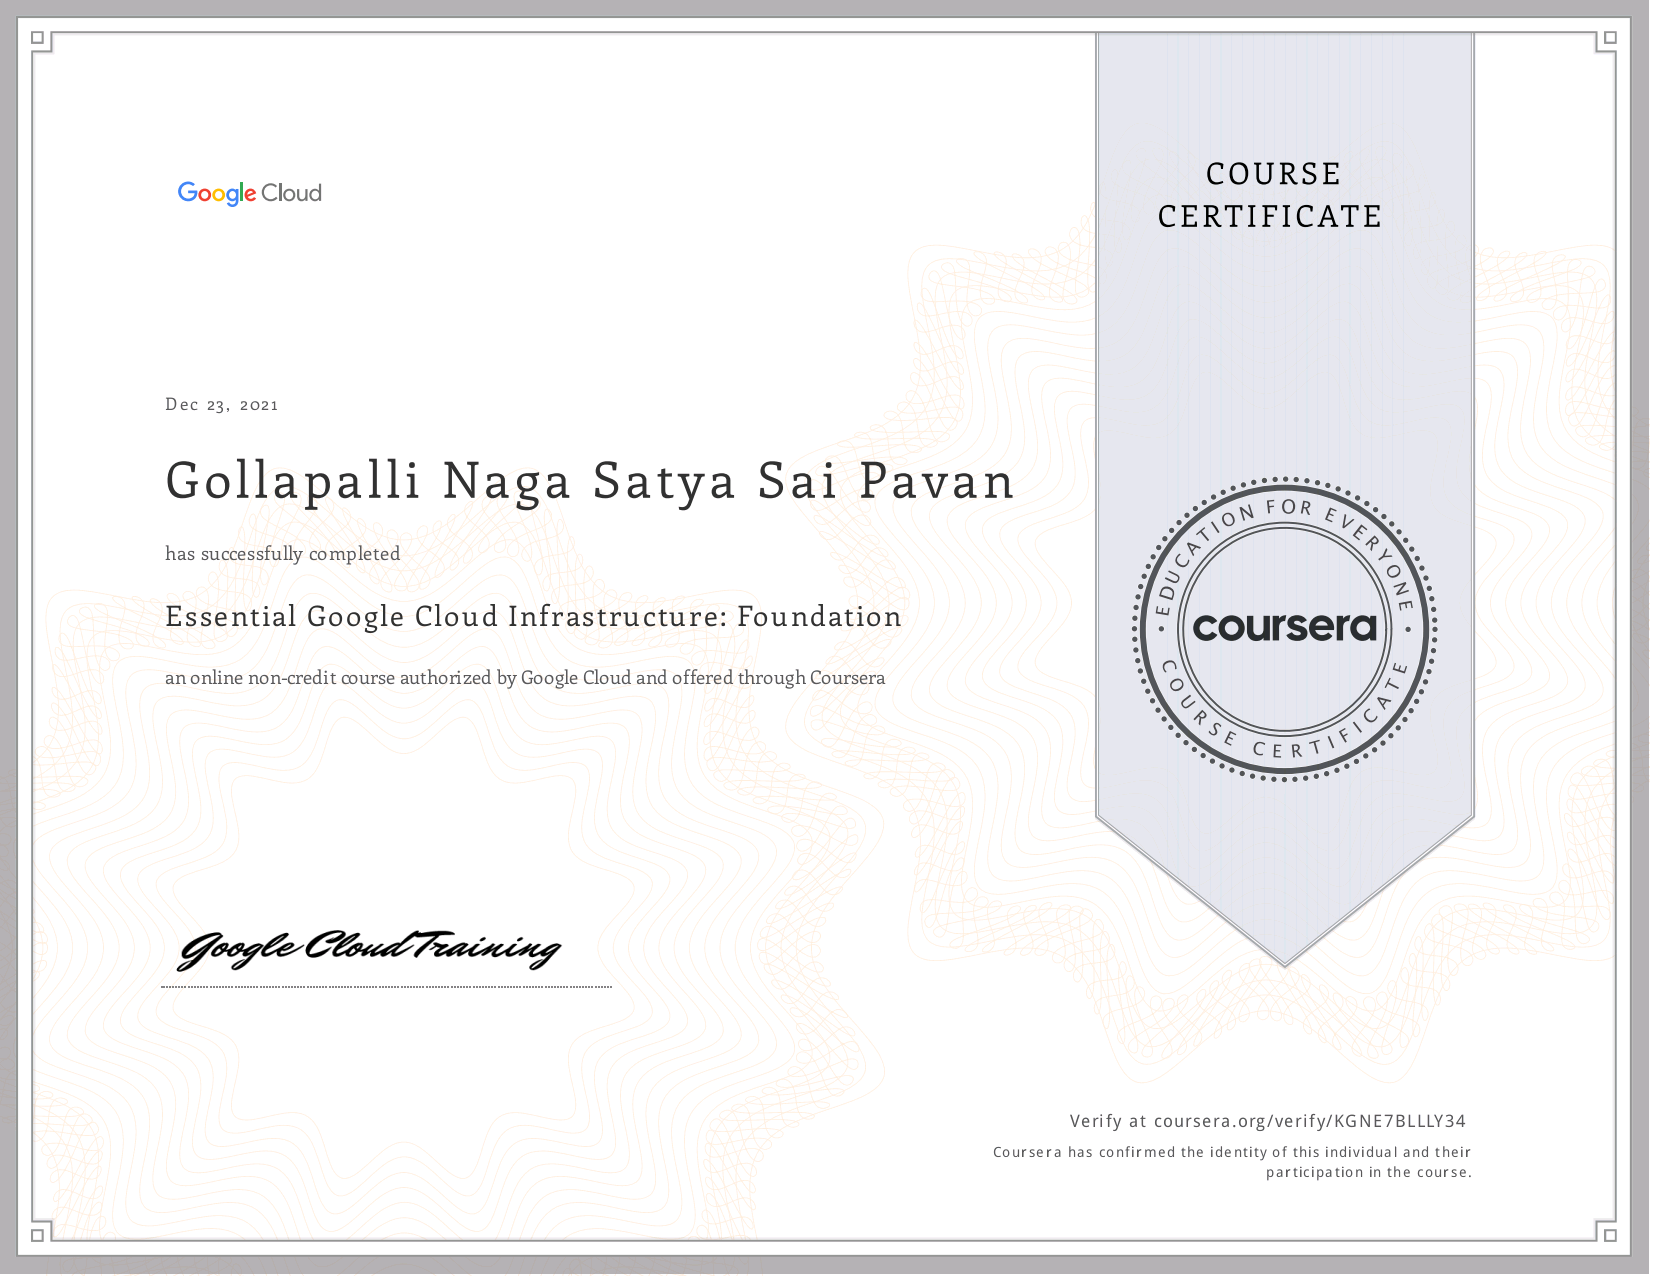 Google Cloud
COURSE
CERTIFICATE
Dec 23, 2021
Gollapalli Naga Satya Sai Pavan
has successfully completed
Essential Google Cloud Infrastructure: Foundation
an online non-credit course authorized by Google Cloud and offered through Coursera
EDUCATION FOR EVERYONE
coursera
COURSE CERTIFICATE
Google Cloud Training
Verify at coursera.org/verify/KGNE7BLLLY34
Coursera has confirmed the identity of this individual and their
participation in the course.